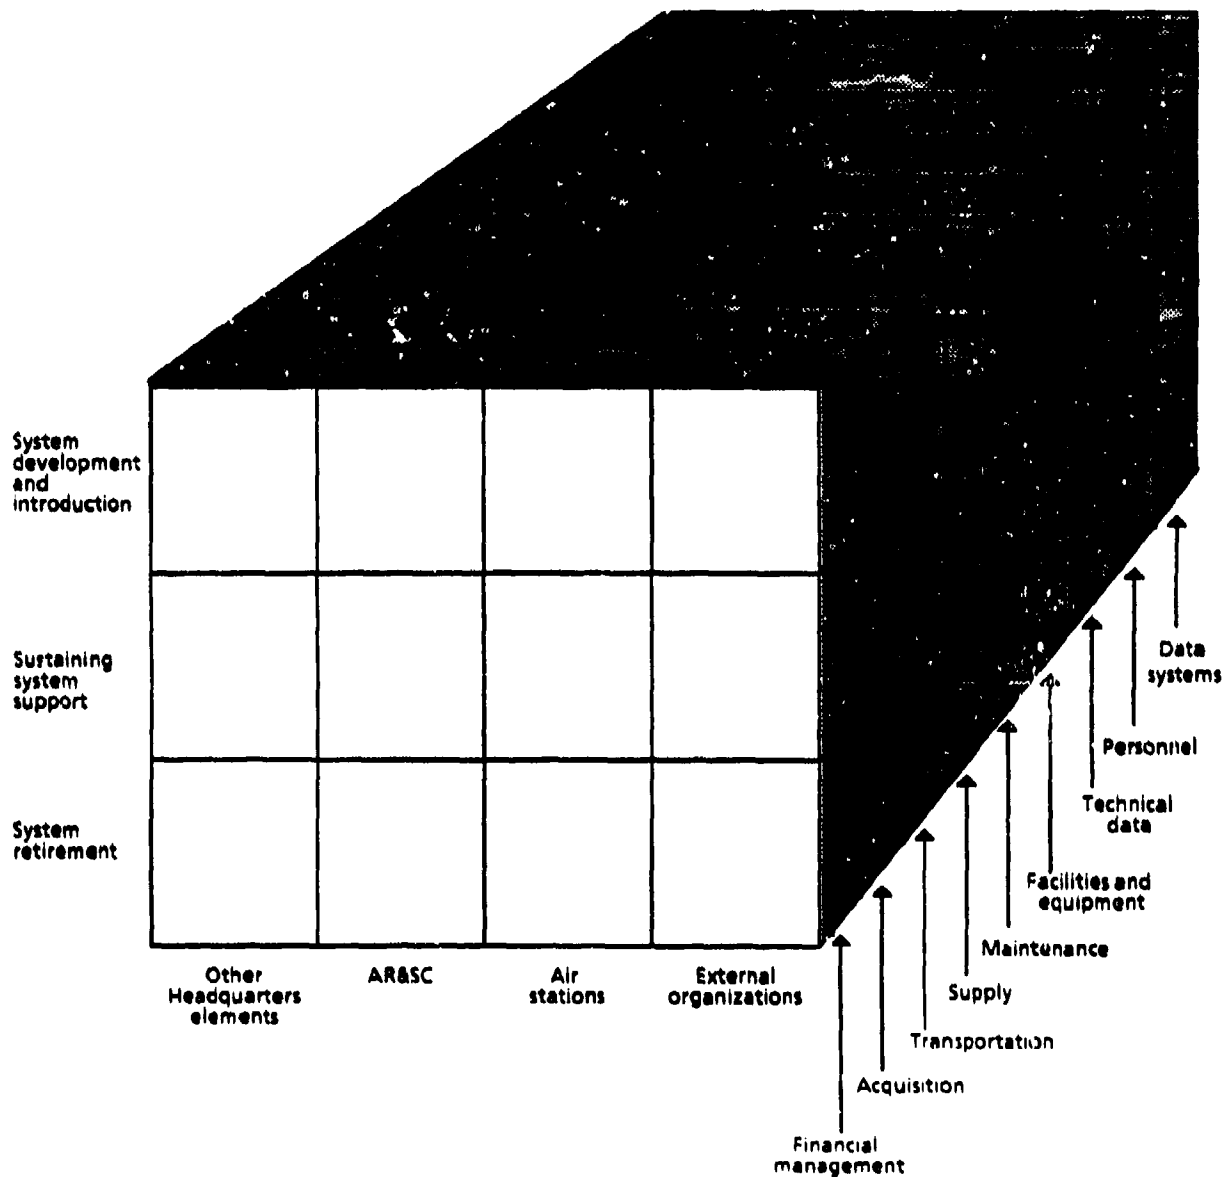 System
development
and
introduction
Sustaining
system
support
System
retirement
Other
Headquarters
elements
AR&SC
Air
stations
External
organizations
Data
systems
Personnel
Technical
data
Facilities and
equipment
Maintenance
Supply
Transportation
Acquisition
Financial
management